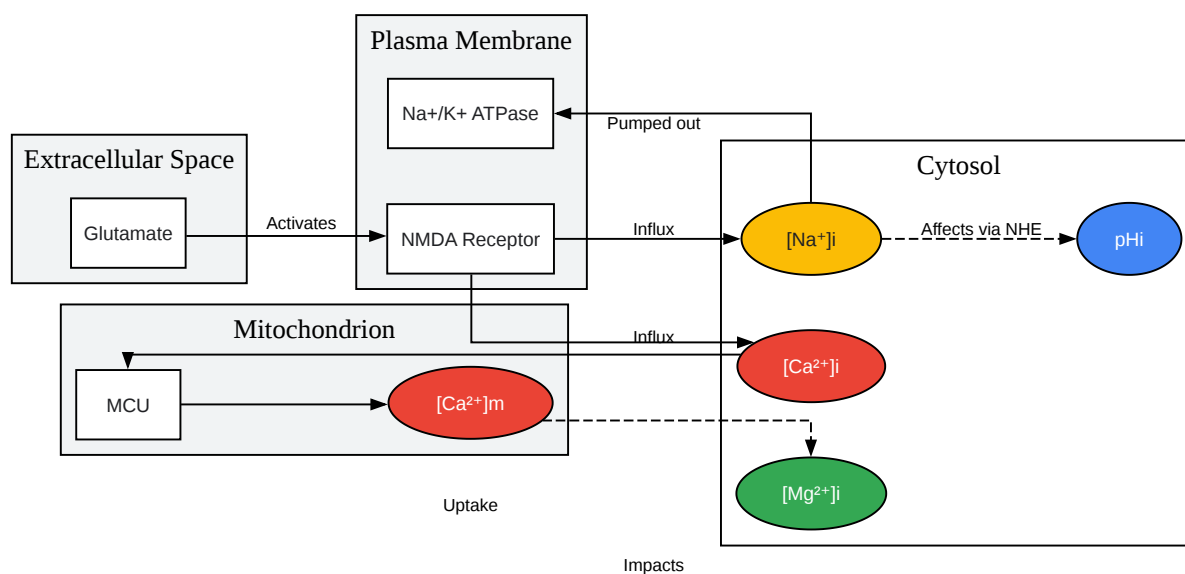 Plasma Membrane
Na+/K+ ATPase
Pumped out
Extracellular Space
Cytosol
Glutamate
Activates
NMDA Receptor
Influx
[Na⁺]i
Affects via NHE
pHi
Mitochondrion
Influx
[Ca²⁺]i
MCU
[Ca²⁺]m
[Mg²⁺]i
Uptake
Impacts